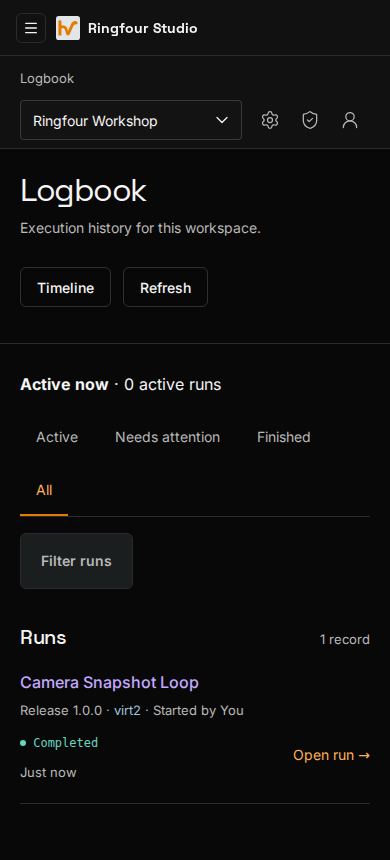 Ringfour Studio
Logbook
Ringfour Workshop
Logbook
Execution history for this workspace.
Timeline
Refresh
Active now · 0 active runs
Active
Needs attention
Finished
All
Filter runs
Runs
1 record
Camera Snapshot Loop
Release 1.0.0 · virt2 · Started by You
Completed
Open run →
Just now